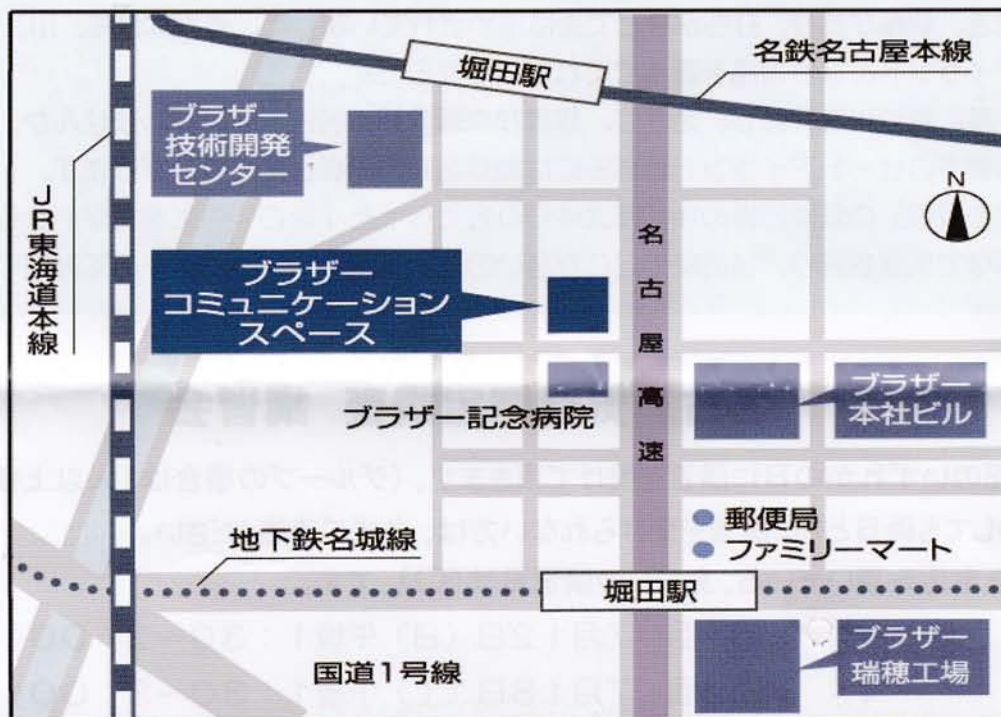 名鉄名古屋本線
堀田駅
ブラザー
技術開発
センター
N
JR東海道本線
名古屋高速
ブラザー
コミュニケーション
スペース
ブラザー
本社ビル
ブラザー記念病院
郵便局
ファミリーマート
地下鉄名城線
堀田駅
ブラザー
瑞穂工場
国道1号線